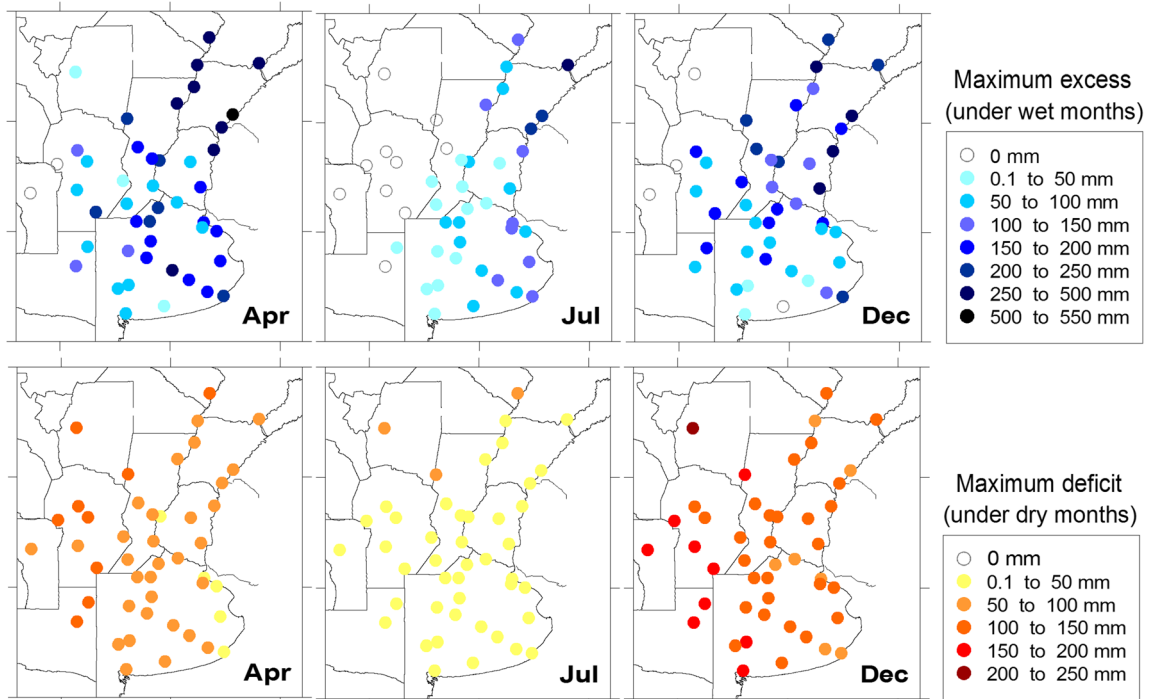 Maximum excess
(under wet months)
0 mm
0.1 to 50 mm
50 to 100 mm
100 to 150 mm
150 to 200 mm
200 to 250 mm
250 to 500 mm
500 to 550 mm
Apr
Jul
Dec
Maximum deficit
(under dry months)
0 mm
0.1 to 50 mm
50 to 100 mm
100 to 150 mm
150 to 200 mm
200 to 250 mm
Apr
Jul
Dec